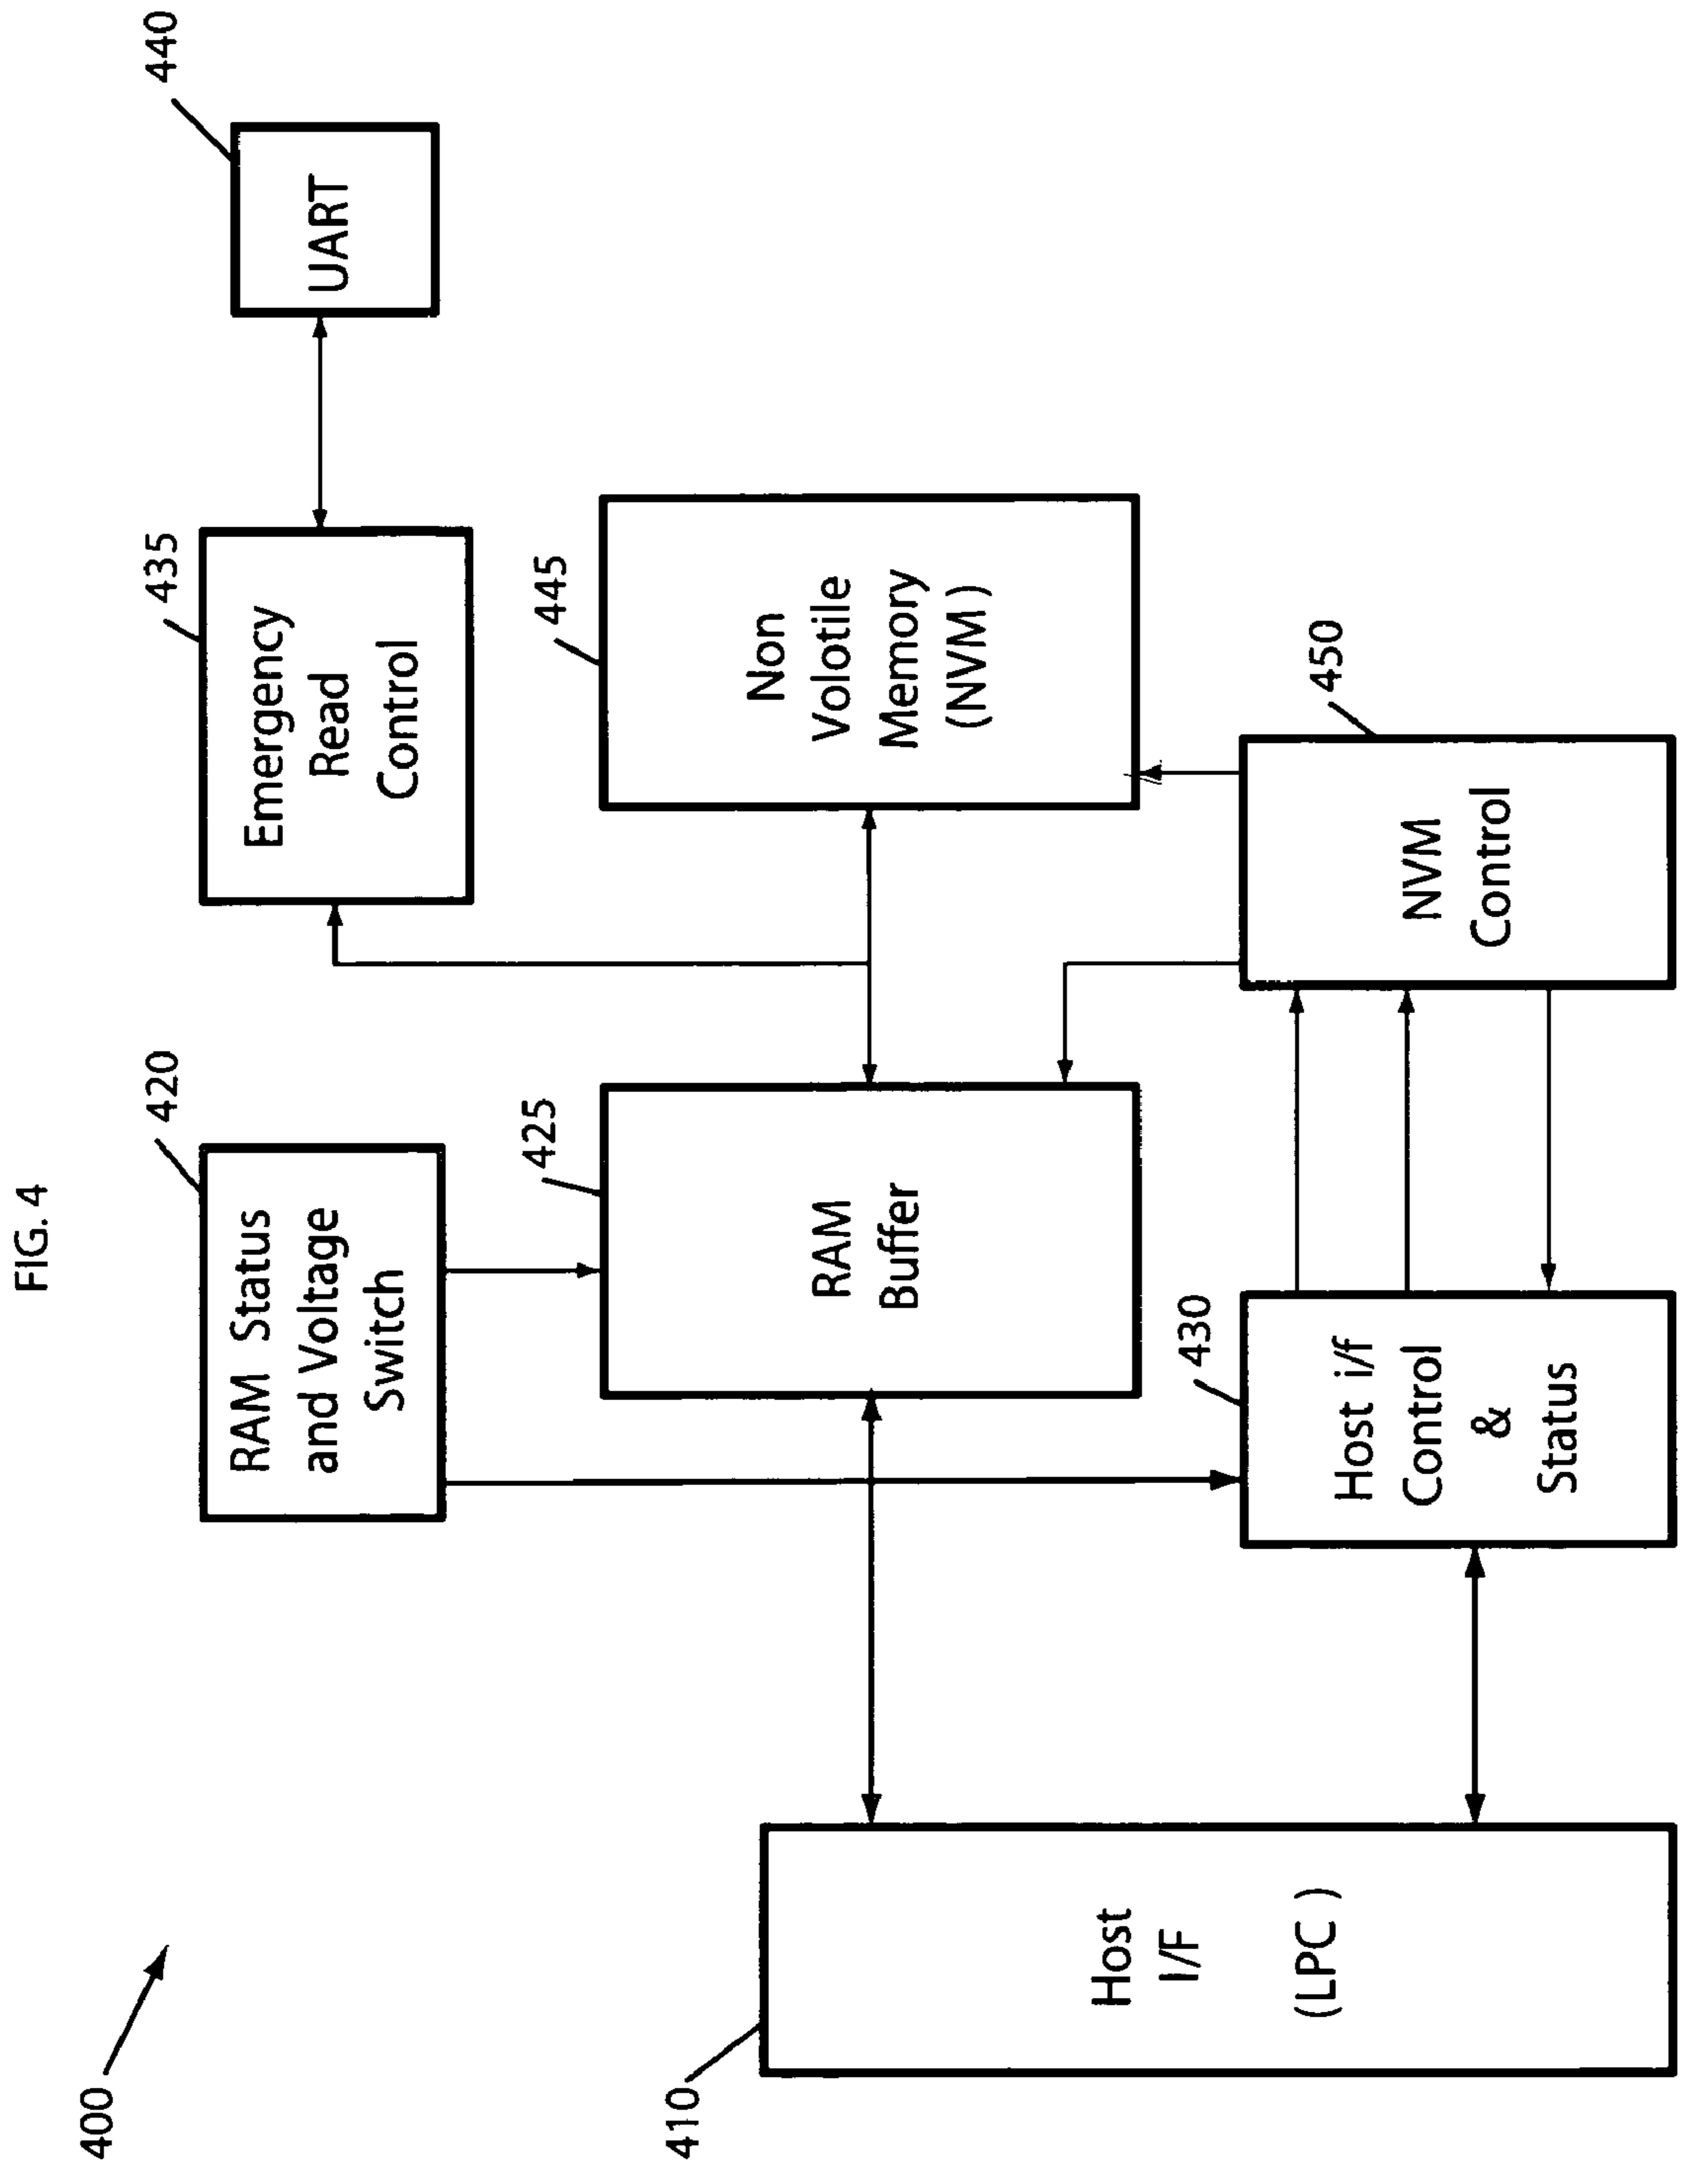 FIG. 4
400
410
Host
I/F
(LPC )
420
RAM Status
and Voltage
Switch
425
RAM
Buffer
430
Host i/f
Control
&
Status
435
Emergency
Read
Control
440
UART
445
Non
Volotile
Memory
(NVM )
450
NVM
Control